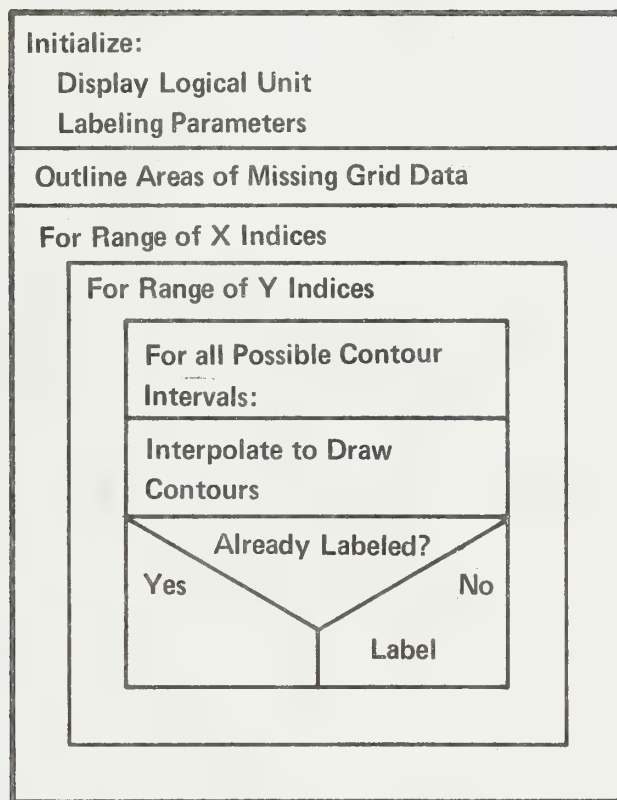 Initialize:
Display Logical Unit
Labeling Parameters
Outline Areas of Missing Grid Data
For Range of X Indices
For Range of Y Indices
For all Possible Contour
Intervals:
Interpolate to Draw
Contours
Already Labeled?
Yes
No
Label